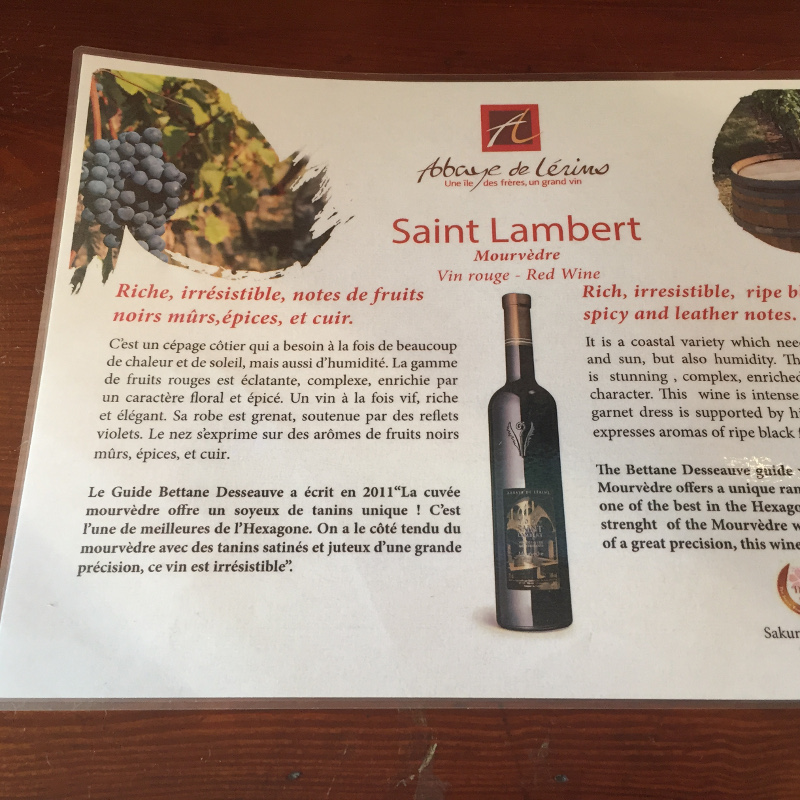 Abbaye de Lérins
Une île des frères, un grand vin
Saint Lambert
Mourvèdre
Vin rouge - Red Wine
Riche, irrésistible, notes de fruits
noirs mûrs,épices, et cuir.
C'est un cépage côtier qui a besoin à la fois de beaucoup
de chaleur et de soleil, mais aussi d'humidité. La gamme
de fruits rouges est éclatante, complexe, enrichie par
un caractère floral et épicé. Un vin à la fois vif, riche
et élégant. Sa robe est grenat, soutenue par des reflets
violets. Le nez s'exprime sur des arômes de fruits noirs
mûrs, épices, et cuir.
Le Guide Bettane Desseauve a écrit en 2011“La cuvée
mourvèdre offre un soyeux de tanins unique ! C'est
l'une de meilleures de l'Hexagone. On a le côté tendu du
mourvèdre avec des tanins satinés et juteux d'une grande
précision, ce vin est irrésistible”.
Rich, irresistible, ripe
spicy and leather notes.
It is a coastal variety which
and sun, but also humidity.
is stunning , complex, enriched
character. This wine is intense
garnet dress is supported by
expresses aromas of ripe black
The Bettane Desseauve guide
Mourvèdre offers a unique
one of the best in the
strenght of the Mourvèdre
of a great precision, this wine